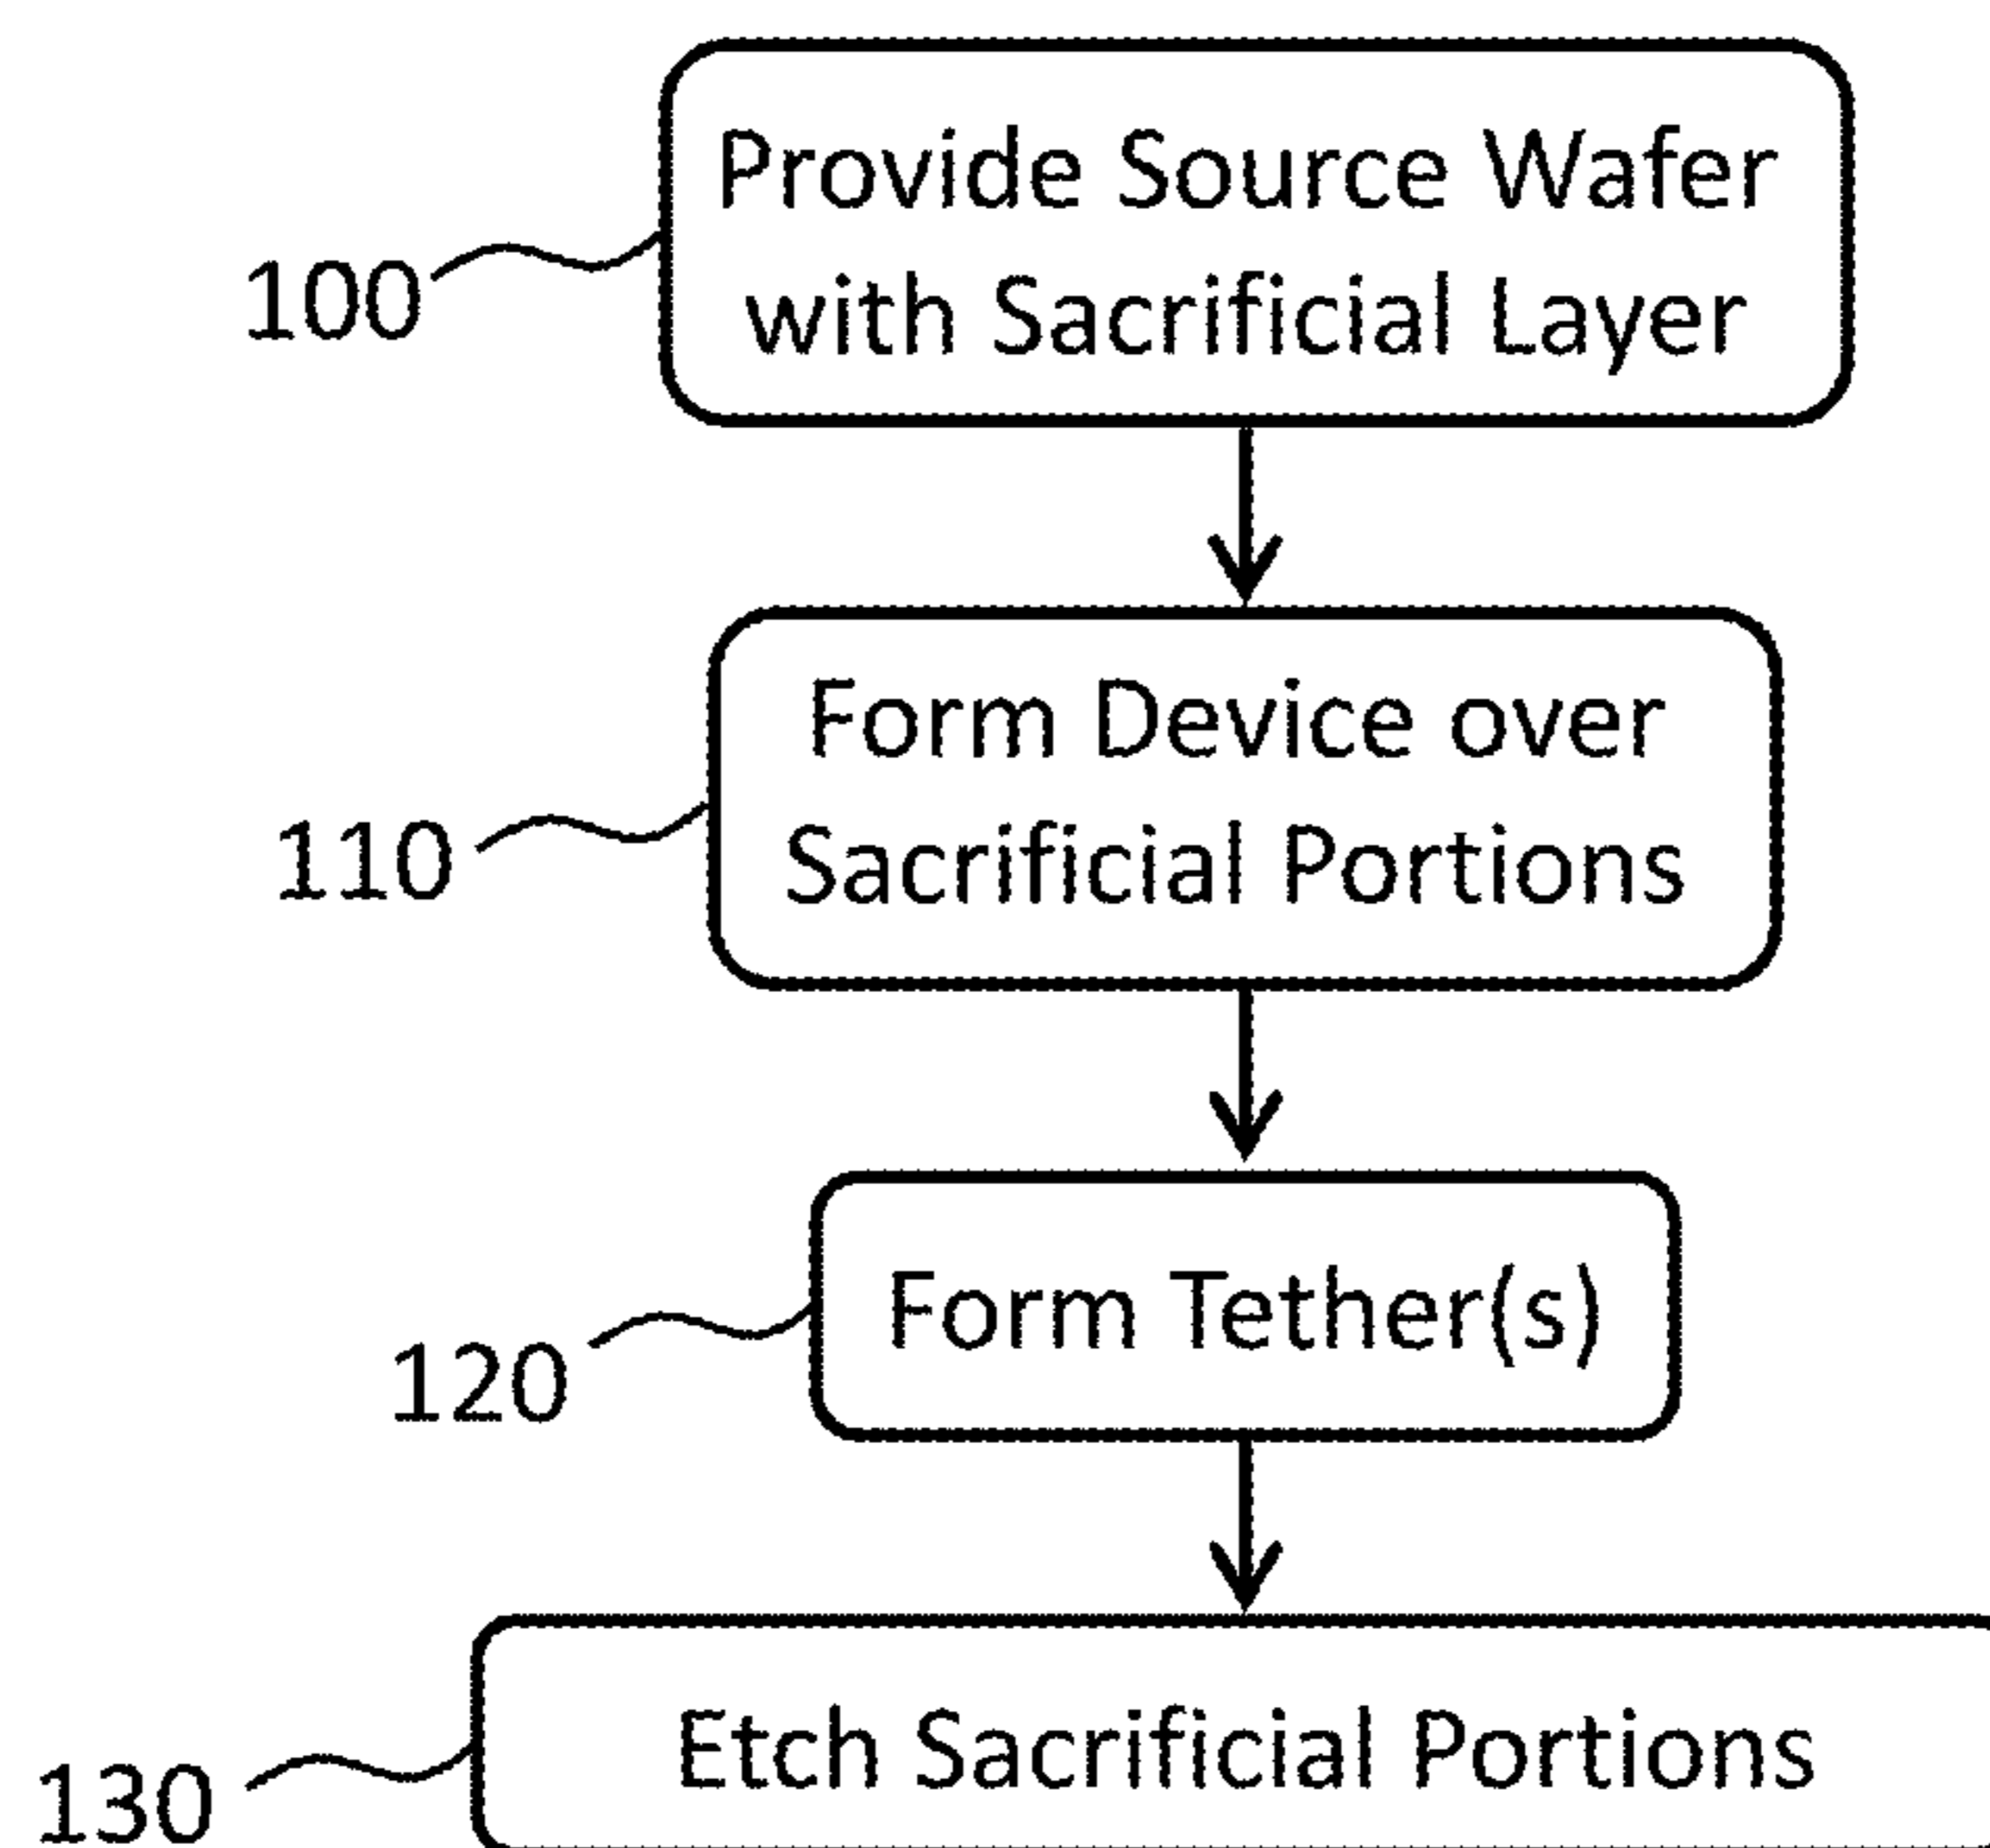 Provide Source Wafer
with Sacrificial Layer
100
Form Device over
Sacrificial Portions
110
Form Tether(s)
120
Etch Sacrificial Portions
130